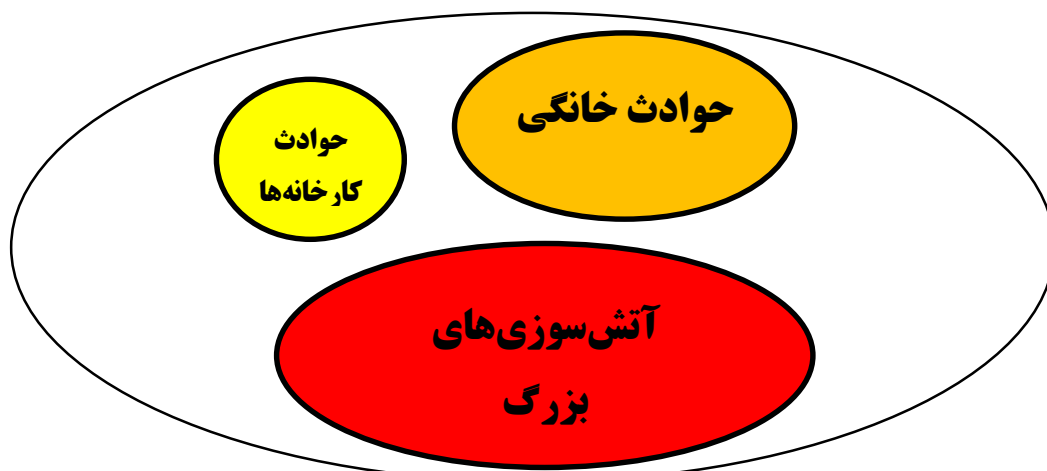 حوادث خانگی
حوادث
کارخانه‌ها
آتش‌سوزی‌های
بزرگ